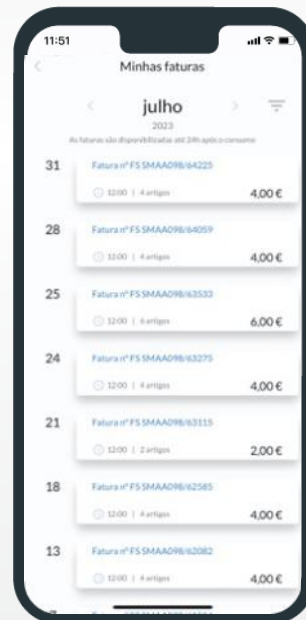 11:51
Minhas faturas
julho
2023
As faturas são disponibilizadas até 24h após o consumo
31
Fatura nº FS SMAA098/64225
12:00 | 4 artigos
4,00 €
28
Fatura nº FS SMAA098/64059
12:00 | 4 artigos
4,00 €
25
Fatura nº FS SMAA098/63533
12:00 | 6 artigos
6,00 €
24
Fatura nº FS SMAA098/63275
12:00 | 4 artigos
4,00 €
21
Fatura nº FS SMAA098/63115
12:00 | 2 artigos
2,00 €
18
Fatura nº FS SMAA098/62585
12:00 | 4 artigos
4,00 €
13
Fatura nº FS SMAA098/62082
12:00 | 4 artigos
4,00 €